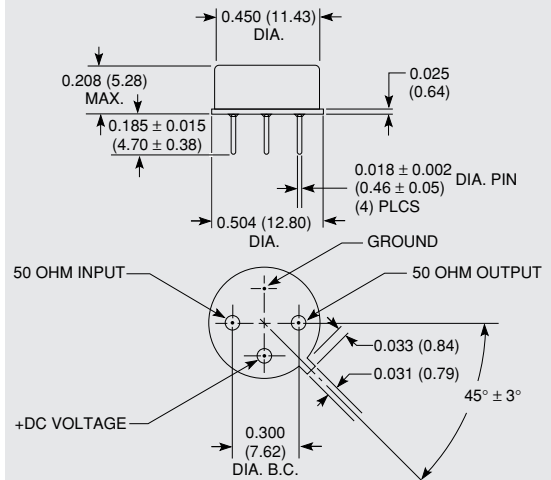 0.450 (11.43)
DIA.
0.208 (5.28)
MAX.
0.025
(0.64)
0.185 ± 0.015
(4.70 ± 0.38)
0.018 ± 0.002
(0.46 ± 0.05)
DIA. PIN
(4) PLCS
0.504 (12.80)
DIA.
GROUND
50 OHM INPUT
50 OHM OUTPUT
0.033 (0.84)
0.031 (0.79)
45° ± 3°
+DC VOLTAGE
0.300
(7.62)
DIA. B.C.